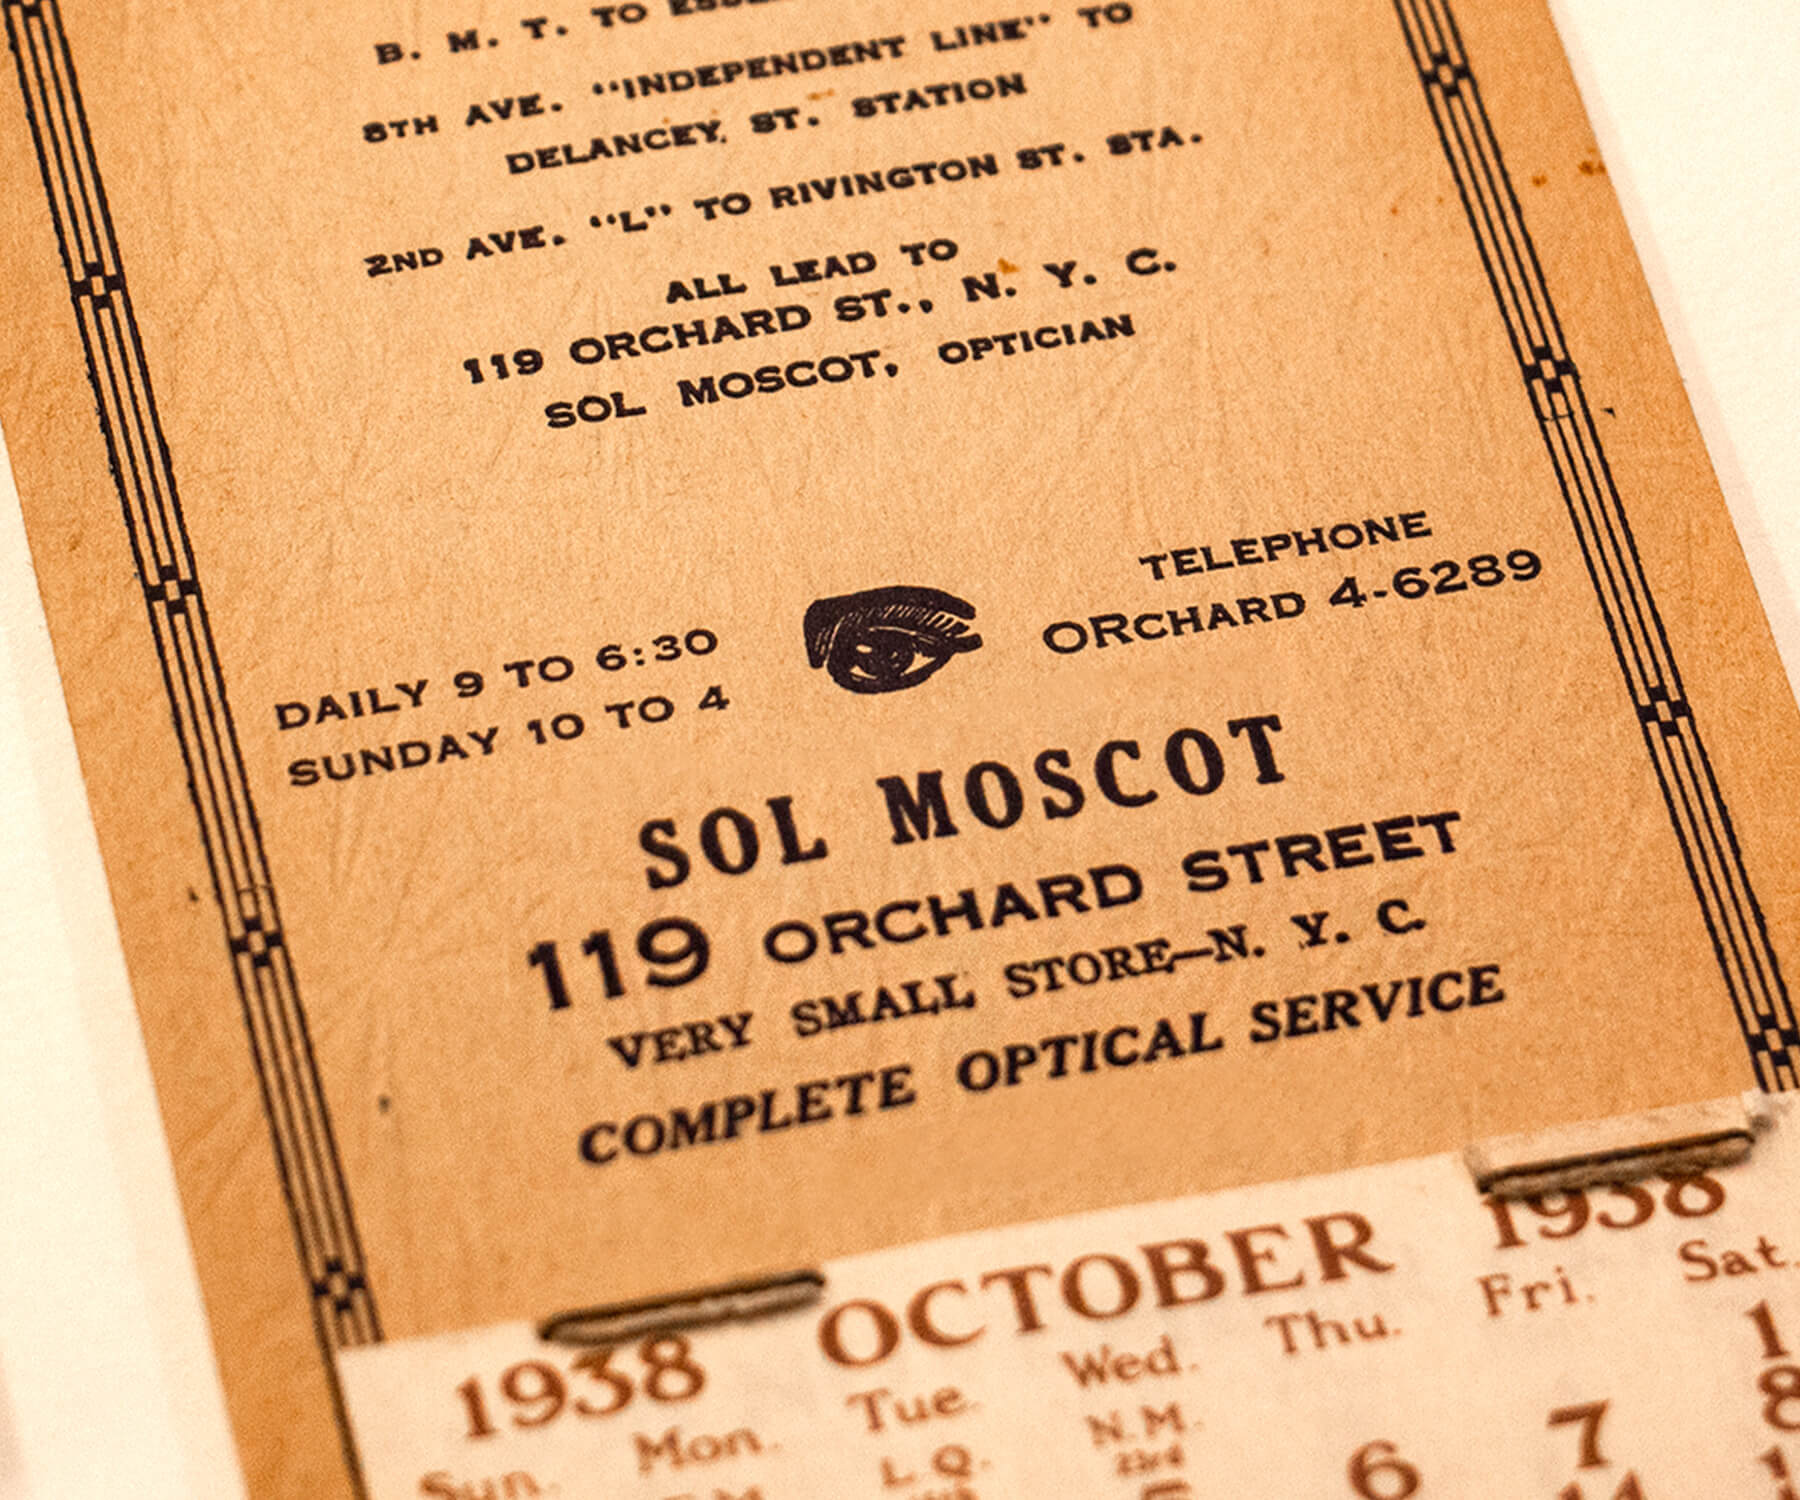 B. M. T. TO
8TH AVE. "INDEPENDENT LINE" TO
DELANCEY ST. STATION
2ND AVE. "L" TO RIVINGTON ST. STA.
ALL LEAD TO
119 ORCHARD ST., N. Y. C.
SOL MOSCOT, OPTICIAN
DAILY 9 TO 6:30
SUNDAY 10 TO 4
TELEPHONE
ORCHARD 4-6289
SOL MOSCOT
119 ORCHARD STREET
VERY SMALL STORE—N. Y. C.
COMPLETE OPTICAL SERVICE
1938 OCTOBER 1938
Sun. Mon. Tue. Wed. Thu. Fri. Sat.
L.Q. N.M. 1
23rd
6 7 8
14